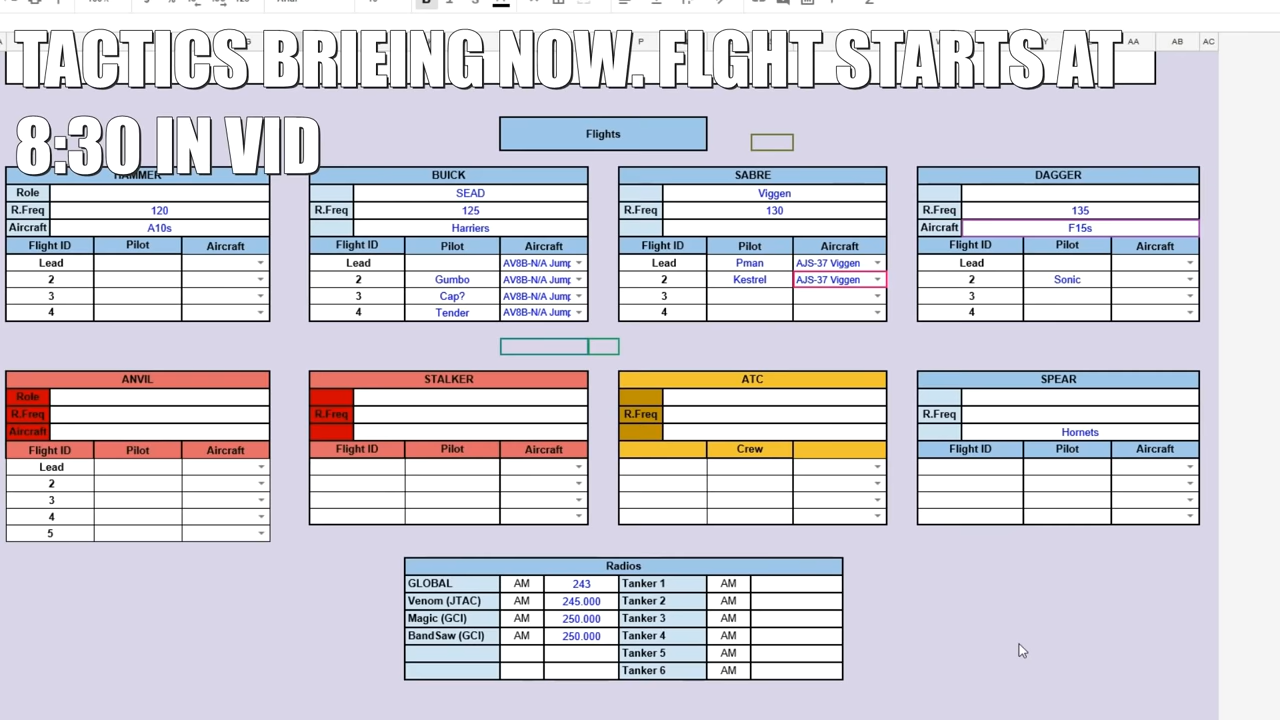 TACTICS BRIEING NOW. FLGHT STARTS AT
8:30 IN VID
P AA AB AC
Flights
HAMMER
Role
R.Freq 120
Aircraft A10s
Flight ID Pilot Aircraft
Lead
2
3
4
BUICK
SEAD
R.Freq 125
Harriers
Flight ID Pilot Aircraft
Lead AV8B-N/A Jump
2 Gumbo AV8B-N/A Jump
3 Cap? AV8B-N/A Jump
4 Tender AV8B-N/A Jump
SABRE
Viggen
R.Freq 130
Flight ID Pilot Aircraft
Lead Pman AJS-37 Viggen
2 Kestrel AJS-37 Viggen
3
4
DAGGER
R.Freq 135
Aircraft F15s
Flight ID Pilot Aircraft
Lead
2 Sonic
3
4
ANVIL
Role
R.Freq
Aircraft
Flight ID Pilot Aircraft
Lead
2
3
4
5
STALKER
R.Freq
Flight ID Pilot Aircraft
ATC
R.Freq
Crew
SPEAR
R.Freq
Hornets
Flight ID Pilot Aircraft
Radios
GLOBAL AM 243 Tanker 1 AM
Venom (JTAC) AM 245.000 Tanker 2 AM
Magic (GCI) AM 250.000 Tanker 3 AM
BandSaw (GCI) AM 250.000 Tanker 4 AM
Tanker 5 AM
Tanker 6 AM